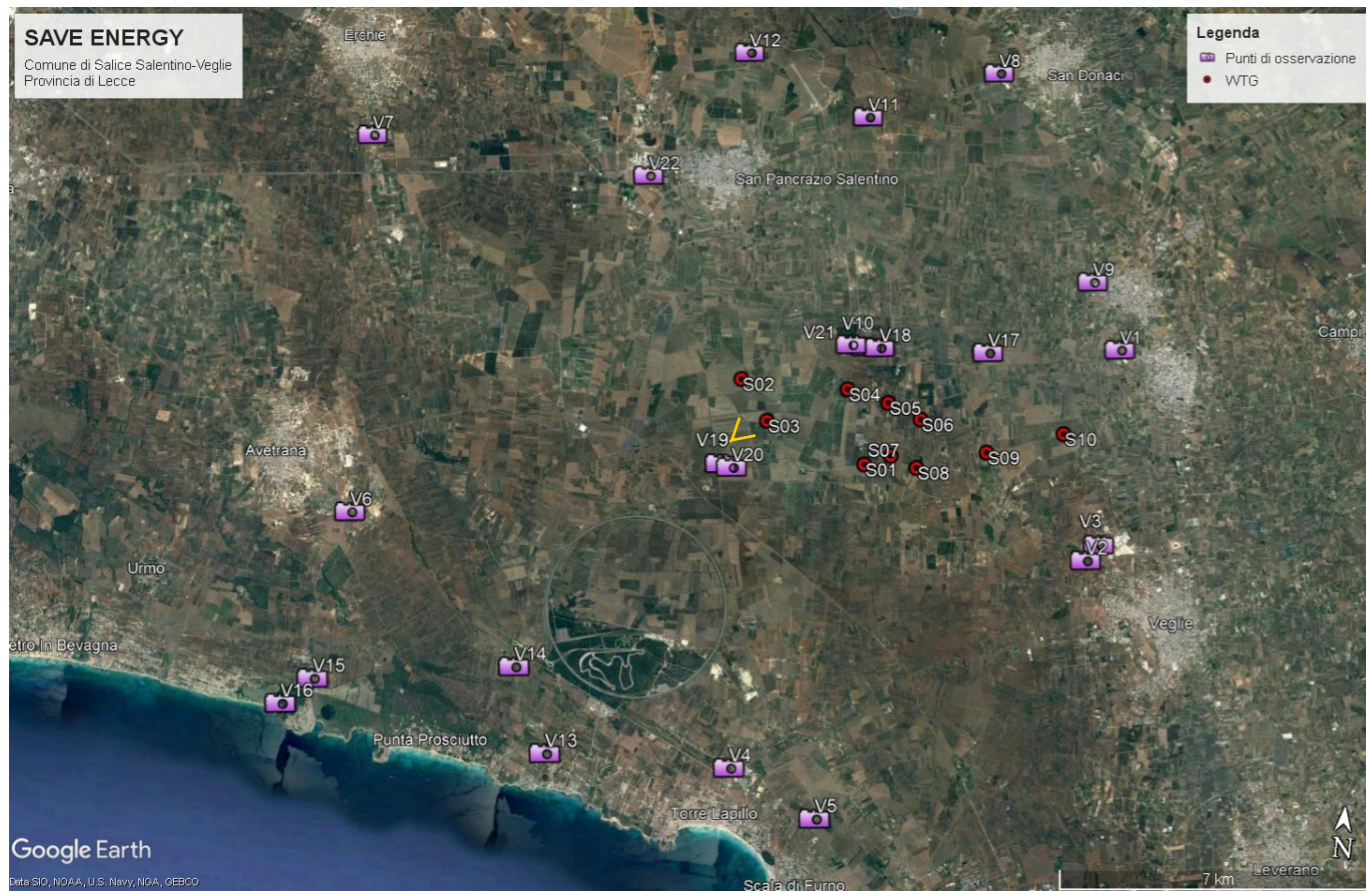 SAVE ENERGY
Comune di Salice Salentino-Veglie
Provincia di Lecce
Legenda
Punti di osservazione
WTG
Erchie
V12
V8
San Donaci
V11
V7
V22
San Pancrazio Salentino
V9
V10
V21
V18
V17
V1
Campi
S02
S04
S05
S03
S06
V19
S10
Avetrana
V20
S07
S09
S01
S08
V6
V3
V2
Urmo
Veglie
etro In Bevagna
V14
V15
V16
Punta Prosciutto
V13
V4
Torre Lapillo
V5
Google Earth
Data SIO, NOAA, U.S. Navy, NGA, GEBCO
N
7 km
Leverano
Scala di Furno